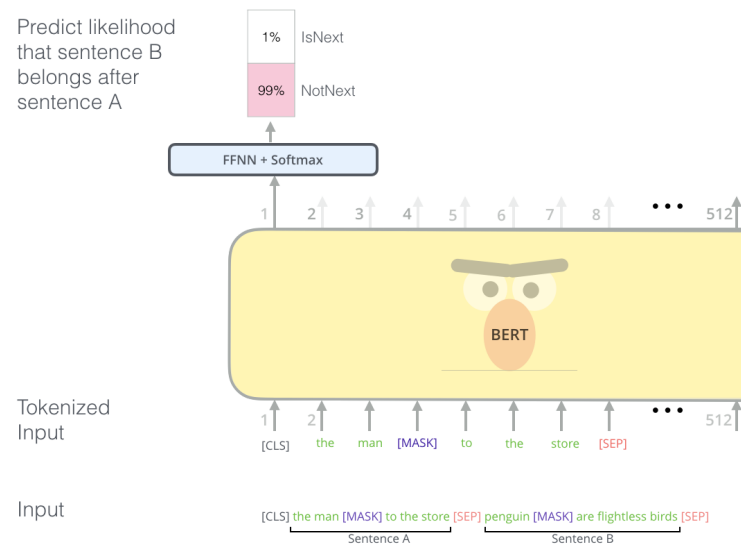 Predict likelihood
that sentence B
belongs after
sentence A
1% IsNext
99% NotNext
FFNN + Softmax
1 2 3 4 5 6 7 8 ••• 512
BERT
Tokenized
Input
1 2 ••• 512
[CLS] the man [MASK] to the store [SEP]
Input
[CLS] the man [MASK] to the store [SEP] penguin [MASK] are flightless birds [SEP]
Sentence A Sentence B